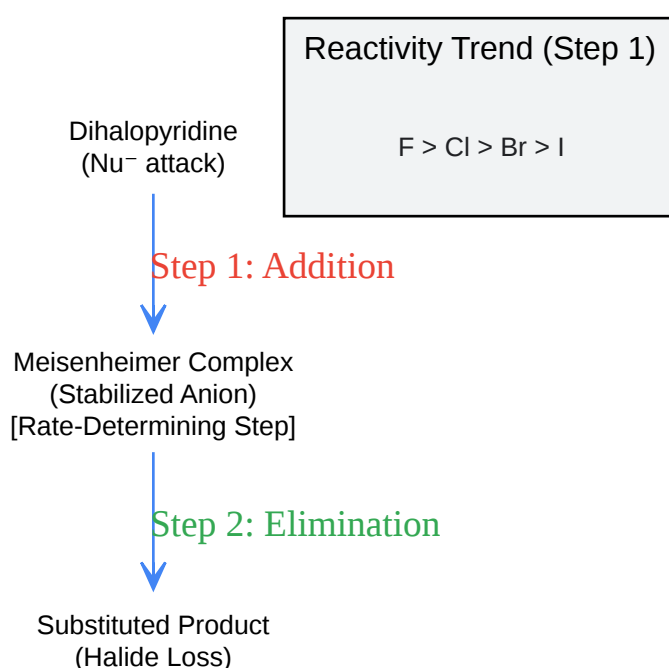 Reactivity Trend (Step 1)
F > Cl > Br > I
Dihalopyridine
(Nu⁻ attack)
Step 1: Addition
Meisenheimer Complex
(Stabilized Anion)
[Rate-Determining Step]
Step 2: Elimination
Substituted Product
(Halide Loss)